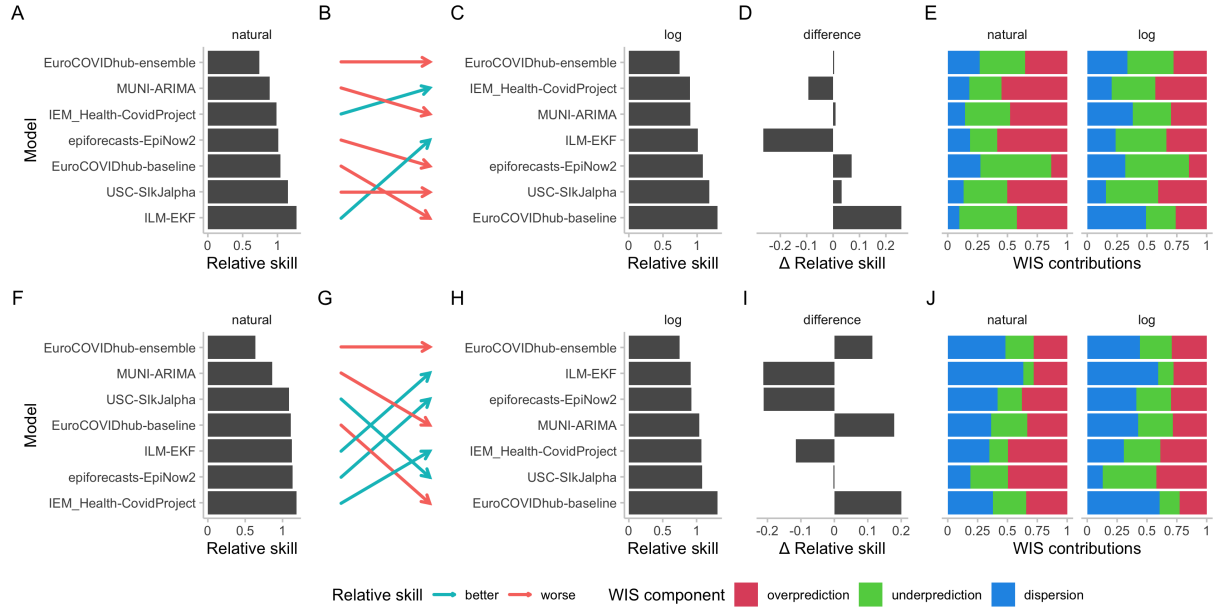 A B C D E
natural log difference natural log
Model
EuroCOVIDhub-ensemble
MUNI-ARIMA
IEM_Health-CovidProject
epiforecasts-EpiNow2
EuroCOVIDhub-baseline
USC-SIkJalpha
ILM-EKF
0 0.5 1
Relative skill
EuroCOVIDhub-ensemble
IEM_Health-CovidProject
MUNI-ARIMA
ILM-EKF
epiforecasts-EpiNow2
USC-SIkJalpha
EuroCOVIDhub-baseline
0 0.5 1
Relative skill
-0.2 -0.1 0 0.1 0.2
Δ Relative skill
0 0.25 0.5 0.75 1 0 0.25 0.5 0.75 1
WIS contributions
F G H I J
natural log difference natural log
Model
EuroCOVIDhub-ensemble
MUNI-ARIMA
USC-SIkJalpha
EuroCOVIDhub-baseline
ILM-EKF
epiforecasts-EpiNow2
IEM_Health-CovidProject
0 0.5 1
Relative skill
EuroCOVIDhub-ensemble
ILM-EKF
epiforecasts-EpiNow2
MUNI-ARIMA
IEM_Health-CovidProject
USC-SIkJalpha
EuroCOVIDhub-baseline
0 0.5 1
Relative skill
-0.2 -0.1 0 0.1 0.2
Δ Relative skill
0 0.25 0.5 0.75 1 0 0.25 0.5 0.75 1
WIS contributions
Relative skill better worse WIS component overprediction underprediction dispersion